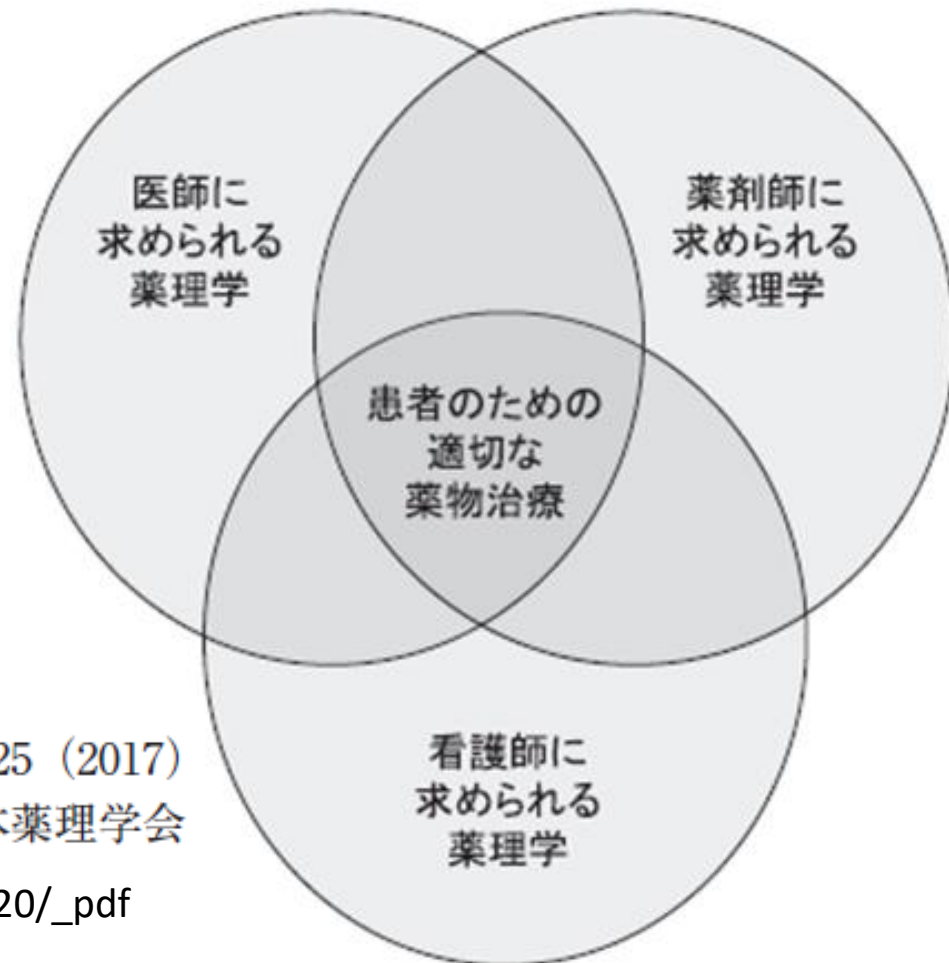 医師に
求められる
薬理学
薬剤師に
求められる
薬理学
患者のための
適切な
薬物治療
看護師に
求められる
薬理学
25（2017）
本薬理学会
20/_pdf